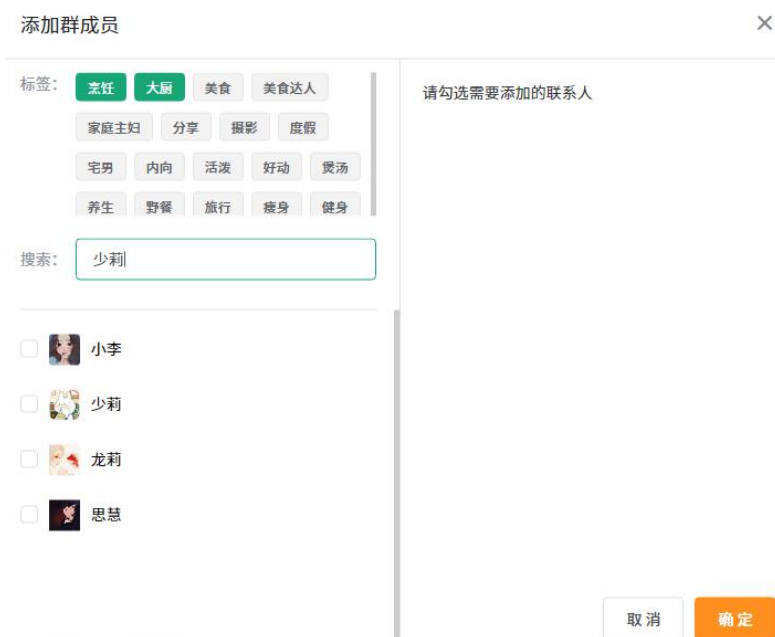 添加群成员
标签:
烹饪 大厨 美食 美食达人
家庭主妇 分享 摄影 度假
宅男 内向 活泼 好动 煲汤
养生 野餐 旅行 瘦身 健身
请勾选需要添加的联系人
搜索: 少莉
小李
少莉
龙莉
思慧
取消 确定